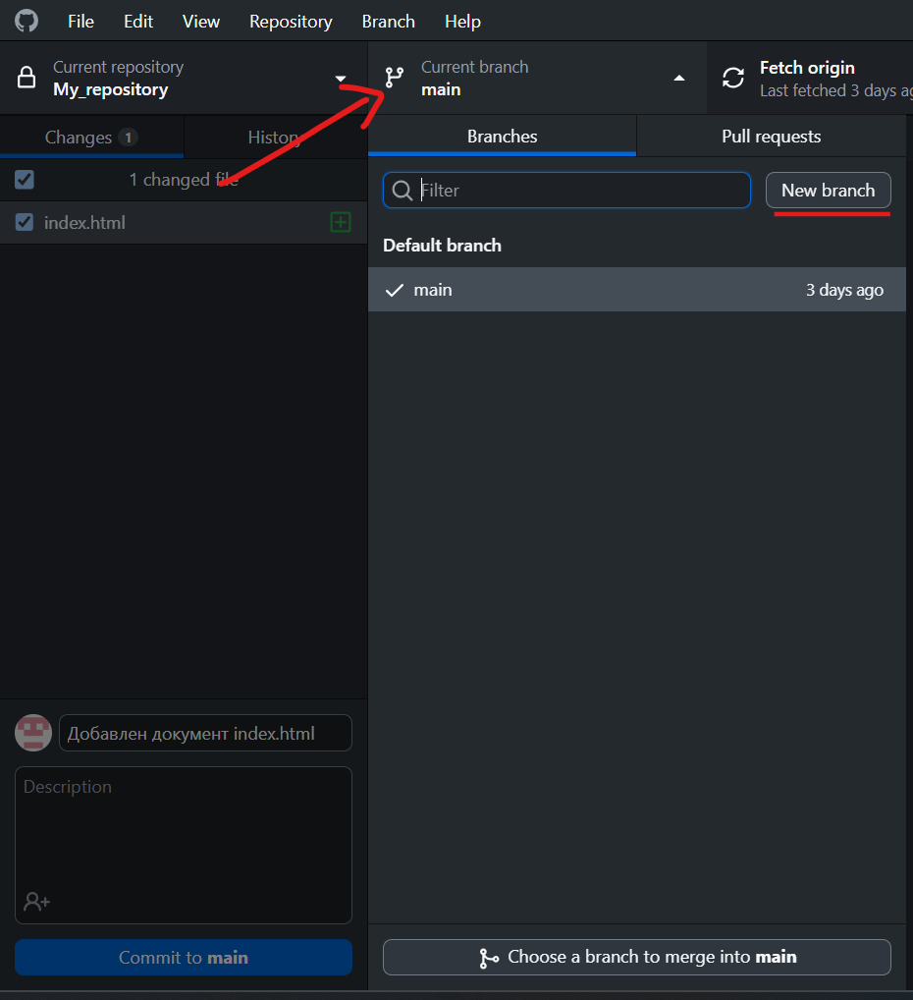 File Edit View Repository Branch Help
Current repository
My_repository
Current branch
main
Fetch origin
Last fetched 3 days ag
Changes 1
History
Branches
Pull requests
1 changed file
Filter
New branch
index.html
Default branch
main 3 days ago
Добавлен документ index.html
Description
Commit to main
Choose a branch to merge into main